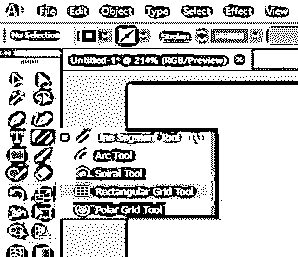 Ai File Edit Object Type Select Effect View
No Selection Stroke:
Untitled-1* @ 214% (RGB/Preview)
Line Segment Tool (\)
Arc Tool
Spiral Tool
Rectangular Grid Tool
Polar Grid Tool